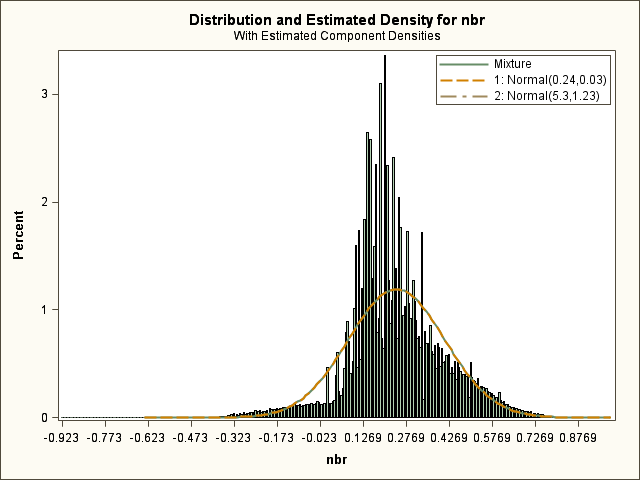 Distribution and Estimated Density for nbr
With Estimated Component Densities
Mixture
1: Normal(0.24,0.03)
2: Normal(5.3,1.23)
3
2
1
0
Percent
-0.923 -0.773 -0.623 -0.473 -0.323 -0.173 -0.023 0.1269 0.2769 0.4269 0.5769 0.7269 0.8769
nbr